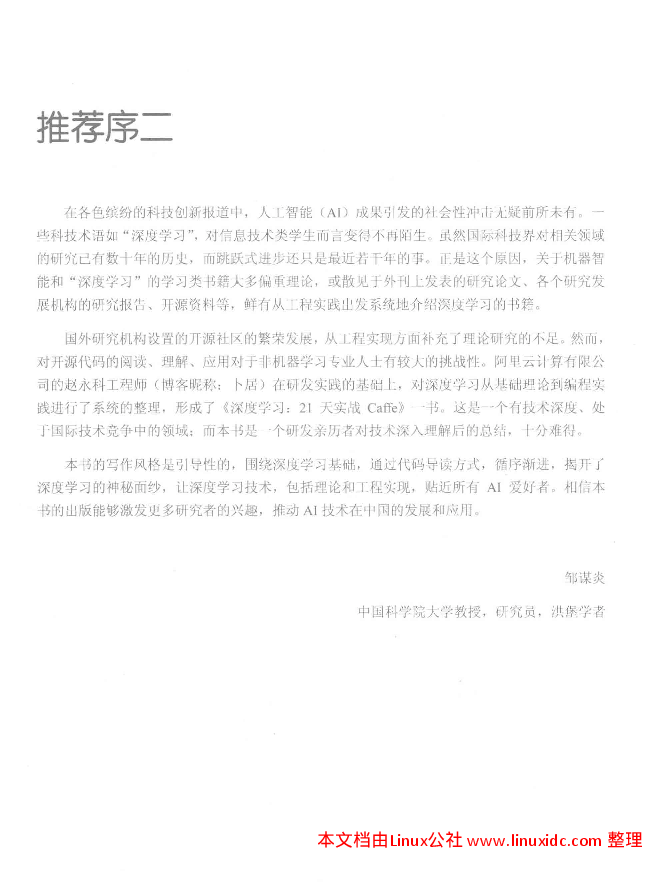 推荐序二
在各色缤纷的科技创新报道中，人工智能（AI）成果引发的社会性冲击无疑前所未有。一
些科技术语如“深度学习”，对信息技术类学生而言变得不再陌生。虽然国际科技界对相关领域
的研究已有数十年的历史，而跳跃式进步还只是最近若干年的事。正是这个原因，关于机器智
能和“深度学习”的学习类书籍大多偏重理论，或散见于外刊上发表的研究论文、各个研究发
展机构的研究报告、开源资料等，鲜有从工程实践出发系统地介绍深度学习的书籍。
国外研究机构设置的开源社区的繁荣发展，从工程实现方面补充了理论研究的不足。然而，
对开源代码的阅读、理解、应用对于非机器学习专业人士有较大的挑战性。阿里云计算有限公
司的赵永科工程师（博客昵称：卜居）在研发实践的基础上，对深度学习从基础理论到编程实
践进行了系统的整理，形成了《深度学习：21 天实战 Caffe》一书。这是一个有技术深度、处
于国际技术竞争中的领域；而本书是一个研发亲历者对技术深入理解后的总结，十分难得。
本书的写作风格是引导性的，围绕深度学习基础，通过代码导读方式，循序渐进，揭开了
深度学习的神秘面纱，让深度学习技术，包括理论和工程实现，贴近所有 AI 爱好者。相信本
书的出版能够激发更多研究者的兴趣，推动 AI 技术在中国的发展和应用。
邹谋炎
中国科学院大学教授，研究员，洪堡学者
本文档由Linux公社 www.linuxidc.com 整理